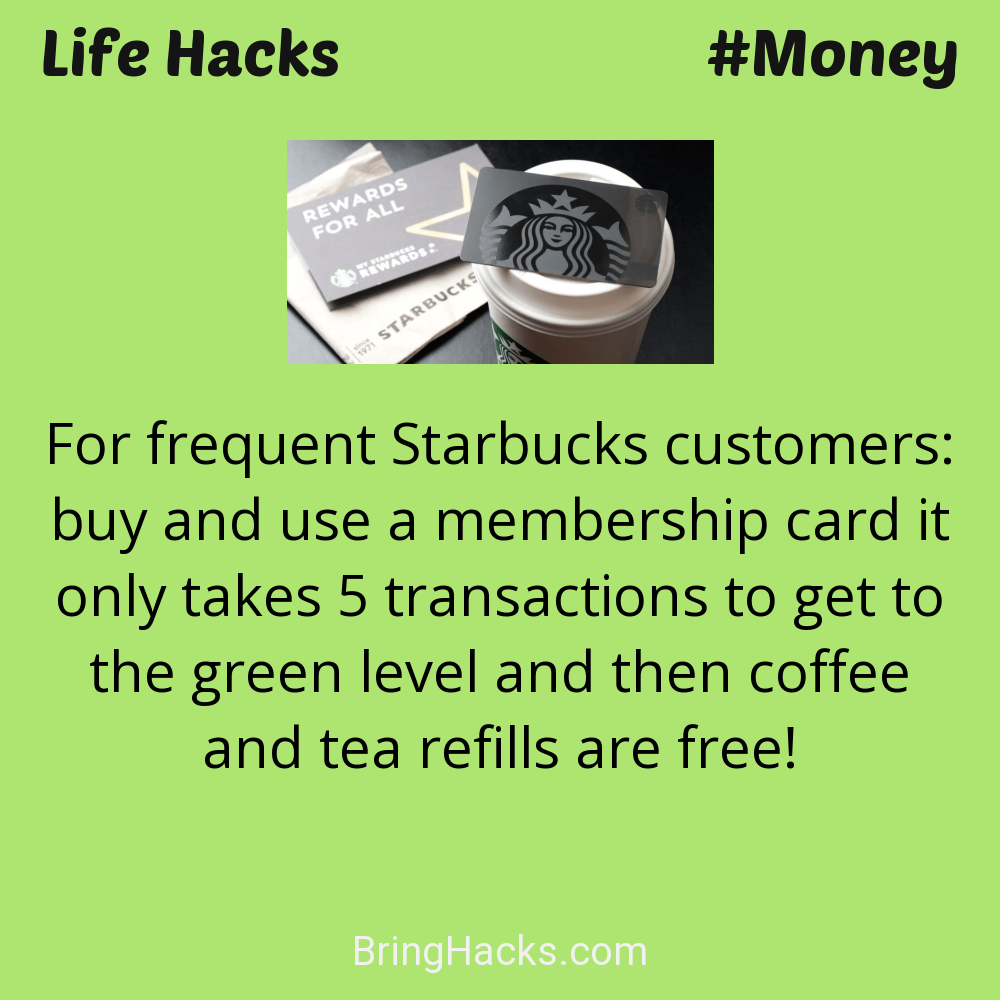 Life Hacks
#Money
REWARDS
FOR ALL
MY STARBUCKS
REWARDS
STARBUCKS
since
1971
For frequent Starbucks customers:
buy and use a membership card it
only takes 5 transactions to get to
the green level and then coffee
and tea refills are free!
BringHacks.com